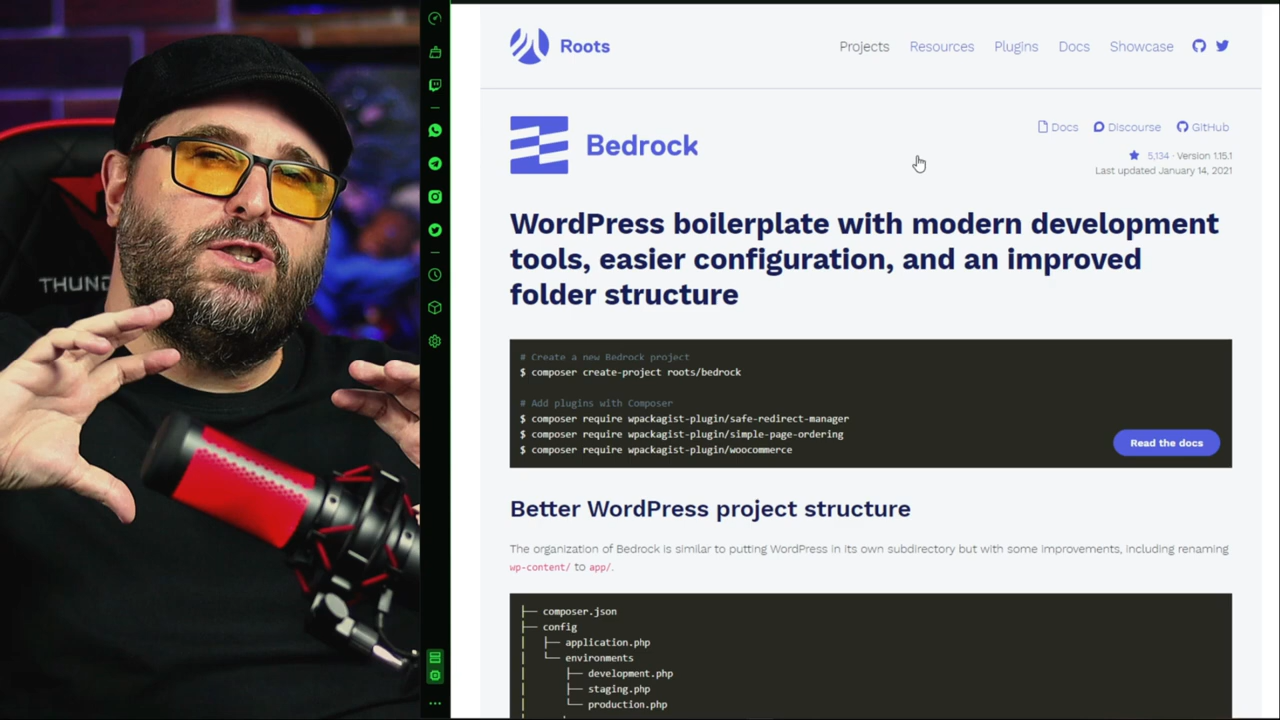 THUND
Roots
Projects Resources Plugins Docs Showcase
Bedrock
Docs Discourse GitHub
5,134 · Version 1.15.1
Last updated January 14, 2021
WordPress boilerplate with modern development
tools, easier configuration, and an improved
folder structure
# Create a new Bedrock project
$ composer create-project roots/bedrock
# Add plugins with Composer
$ composer require wpackagist-plugin/safe-redirect-manager
$ composer require wpackagist-plugin/simple-page-ordering
$ composer require wpackagist-plugin/woocommerce
Read the docs
Better WordPress project structure
The organization of Bedrock is similar to putting WordPress in its own subdirectory but with some improvements, including renaming
wp-content/ to app/.
├── composer.json
├── config
│   ├── application.php
│   └── environments
│       ├── development.php
│       ├── staging.php
│       └── production.php